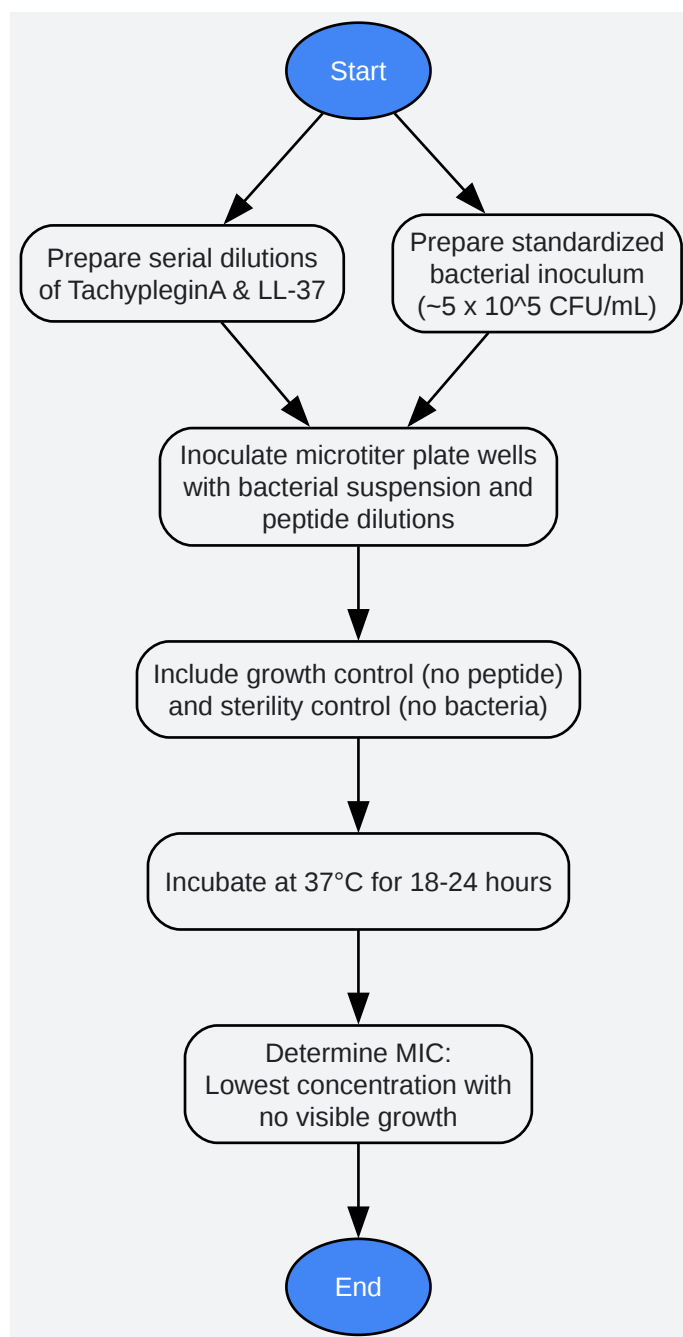 Start
Prepare serial dilutions
of TachypleginA & LL-37
Prepare standardized
bacterial inoculum
(~5 x 10^5 CFU/mL)
Inoculate microtiter plate wells
with bacterial suspension and
peptide dilutions
Include growth control (no peptide)
and sterility control (no bacteria)
Incubate at 37°C for 18-24 hours
Determine MIC:
Lowest concentration with
no visible growth
End